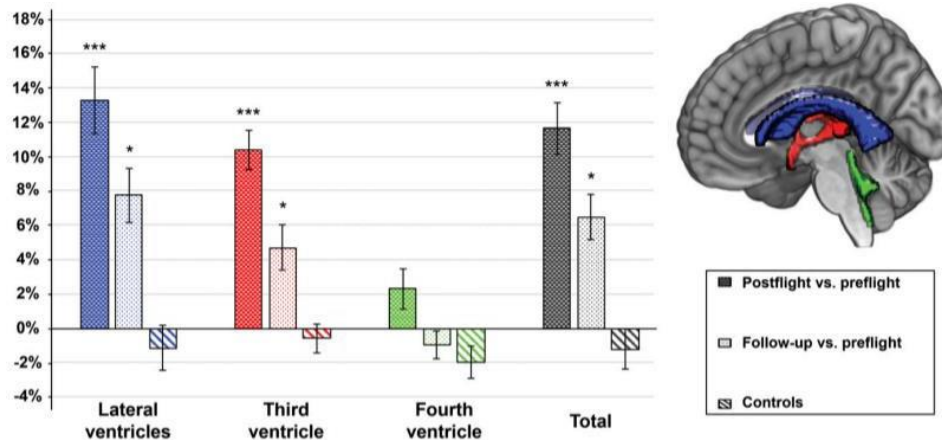 18%
16%
14%
12%
10%
8%
6%
4%
2%
0%
-2%
-4%
***
*
***
*
***
*
Lateral
ventricles
Third
ventricle
Fourth
ventricle
Total
Postflight vs. preflight
Follow-up vs. preflight
Controls